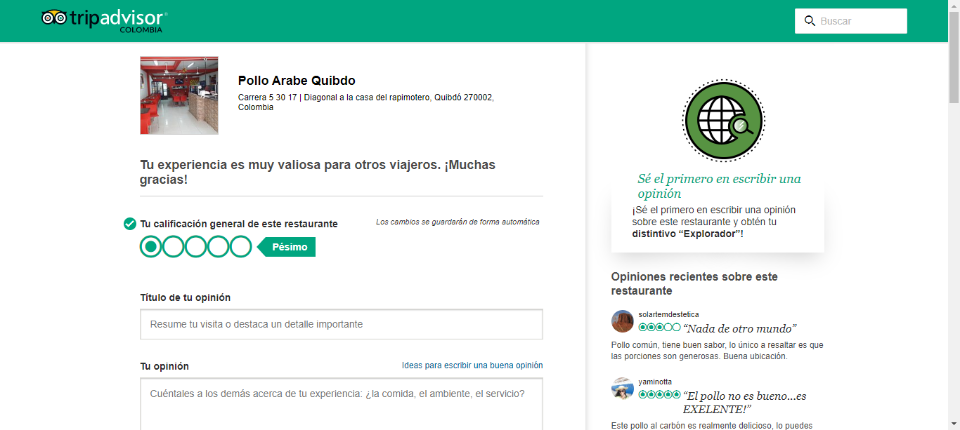 tripadvisor
COLOMBIA
Buscar
Pollo Arabe Quibdo
Carrera 5 30 17 | Diagonal a la casa del rapimotero, Quibdó 270002,
Colombia
Tu experiencia es muy valiosa para otros viajeros. ¡Muchas
gracias!
Tu calificación general de este restaurante
Los cambios se guardarán de forma automática
Pésimo
Título de tu opinión
Resume tu visita o destaca un detalle importante
Tu opinión
Ideas para escribir una buena opinión
Cuéntales a los demás acerca de tu experiencia: ¿la comida, el ambiente, el servicio?
Sé el primero en escribir una
opinión
¡Sé el primero en escribir una opinión
sobre este restaurante y obtén tu
distintivo “Explorador”!
Opiniones recientes sobre este
restaurante
solartemdestetica
“Nada de otro mundo”
Pollo común, tiene buen sabor, lo único a resaltar es que
las porciones son generosas. Buena ubicación.
yaminotta
“El pollo no es bueno...es
EXELENTE!”
Este pollo al carbón es realmente delicioso, lo puedes